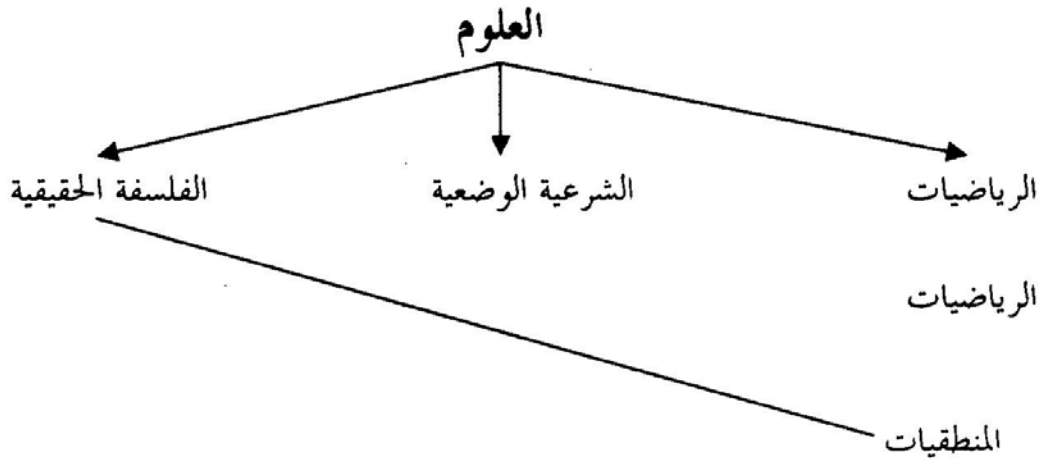 العلوم
الرياضيات الشرعية الوضعية الفلسفة الحقيقية
الرياضيات
المنطقيات